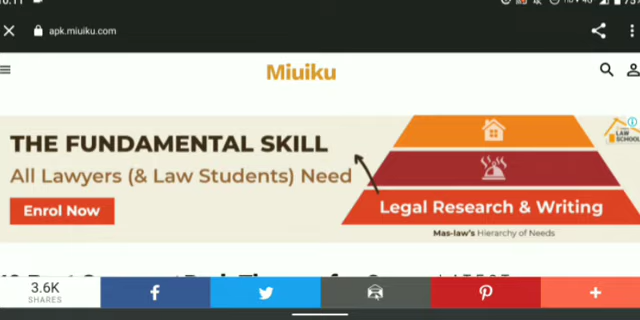 apk.miuiku.com
Miuiku
THE FUNDAMENTAL SKILL
All Lawyers (& Law Students) Need
Enrol Now
Legal Research & Writing
Mas-law's Hierarchy of Needs
LAW
SCHOOL
3.6K
SHARES